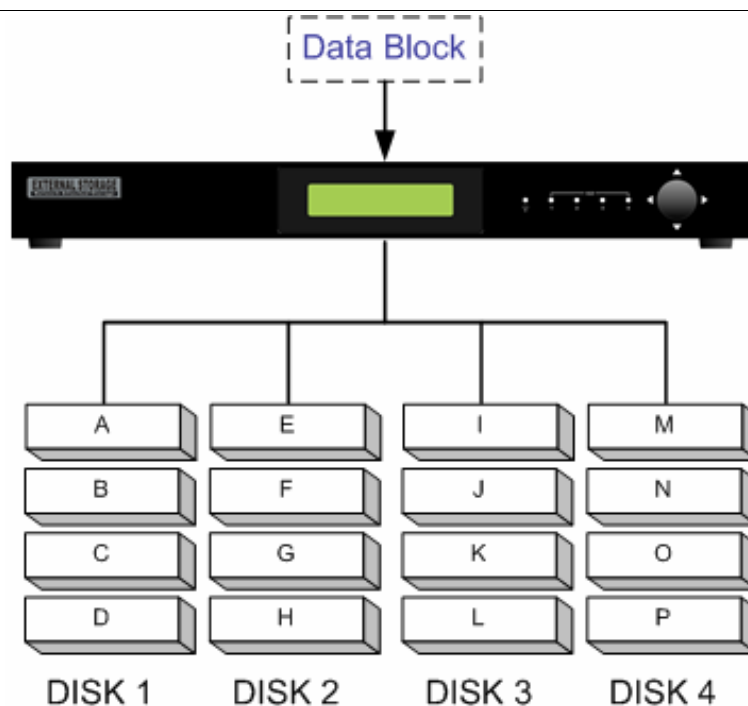 Data Block
EXTERNAL STORAGE
A E I M
B F J N
C G K O
D H L P
DISK 1 DISK 2 DISK 3 DISK 4